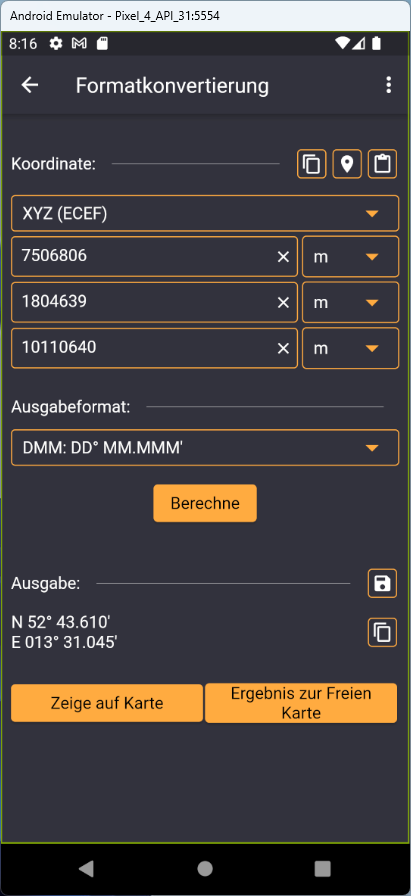 Android Emulator - Pixel_4_API_31:5554
8:16
Formatkonvertierung
Koordinate:
XYZ (ECEF)
7506806 m
1804639 m
10110640 m
Ausgabeformat:
DMM: DD° MM.MMM'
Berechne
Ausgabe:
N 52° 43.610'
E 013° 31.045'
Zeige auf Karte
Ergebnis zur Freien
Karte